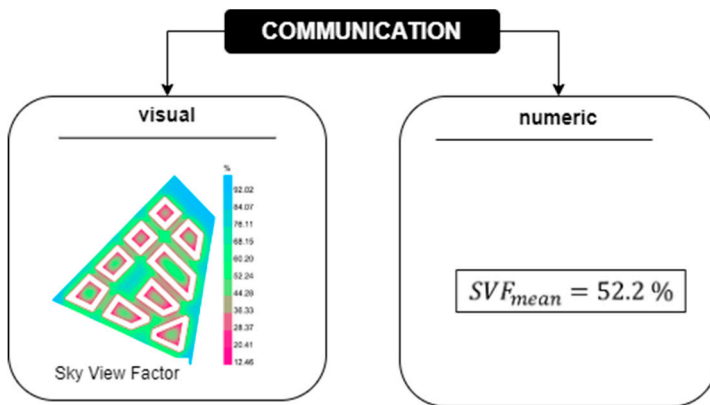 COMMUNICATION
visual
%
92.02
84.07
76.11
68.15
60.20
52.24
44.28
36.33
28.37
20.41
12.46
Sky View Factor
numeric
SVF_mean = 52.2 %